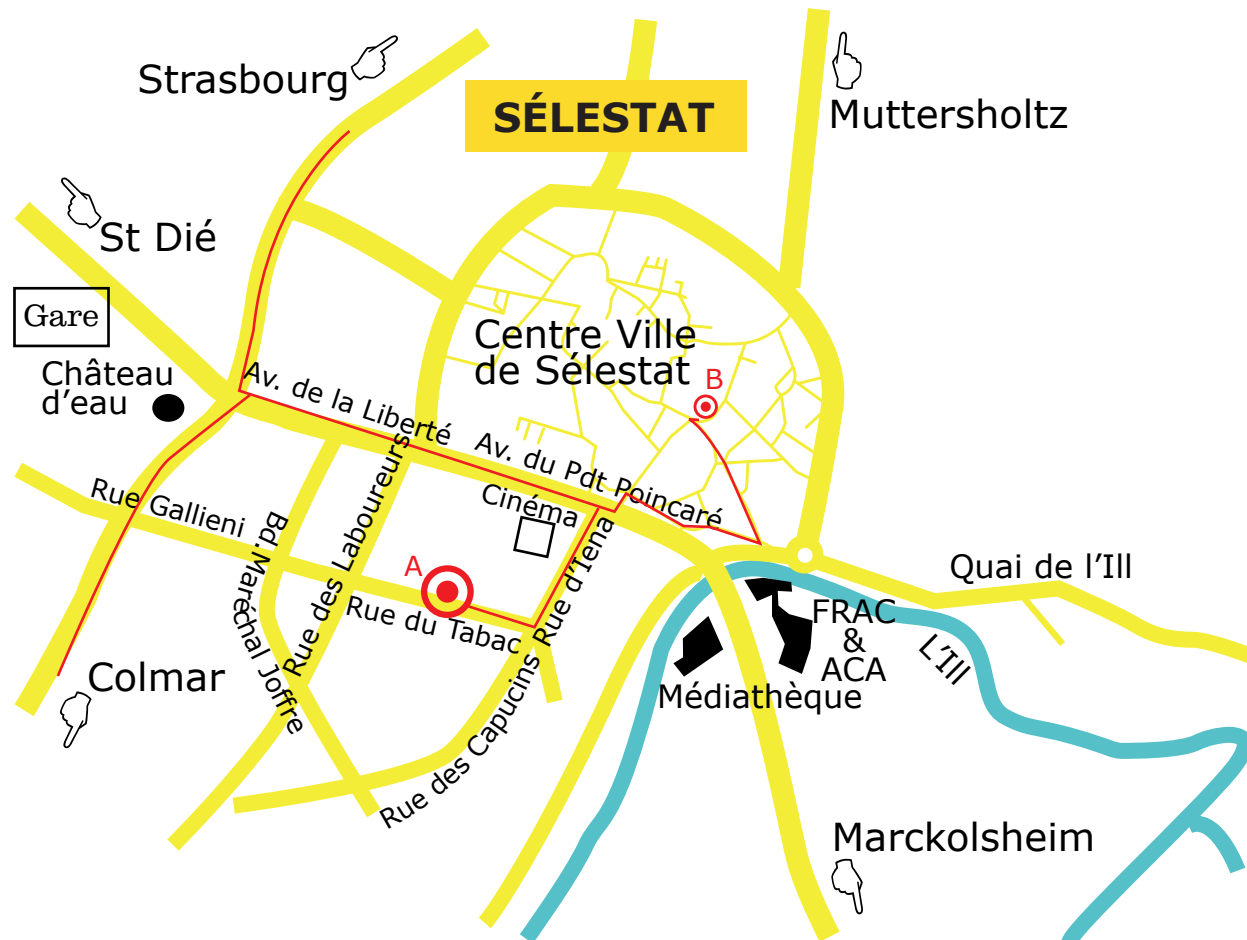 Strasbourg
SÉLESTAT
Muttersholtz
St Dié
Gare
Château
d'eau
Centre Ville
de Sélestat
B
Av. de la Liberté
Av. du Pdt Poincaré
Cinéma
Rue Gallieni
Bd.Maréchal Joffre
Rue des Laboureurs
A
Rue du Tabac
Rue d'Iena
Rue des Capucins
Quai de l'Ill
FRAC
&
ACA
L'Ill
Médiathèque
Colmar
Marckolsheim